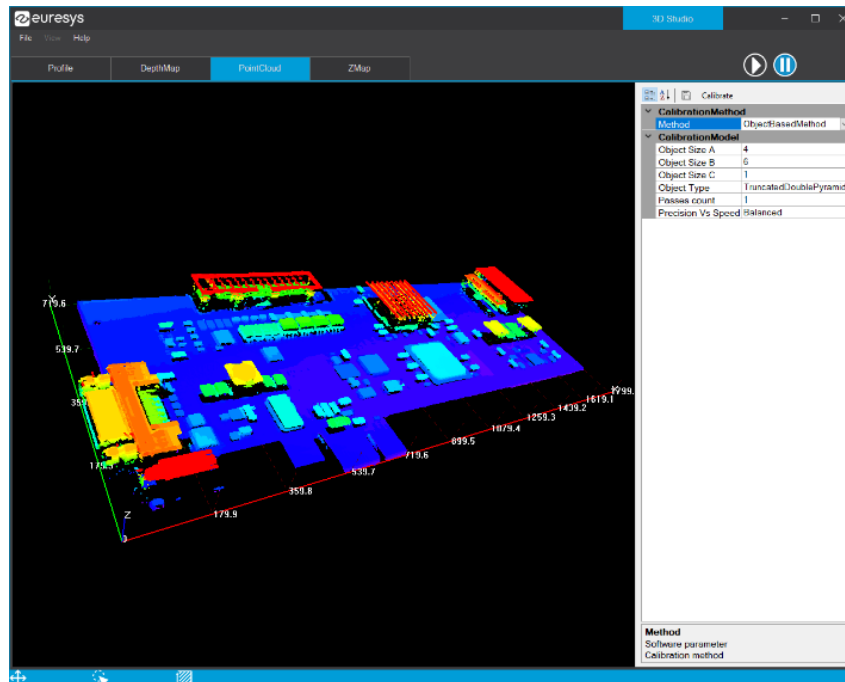 euresys
3D Studio
File View Help
Profile DepthMap PointCloud ZMap
Calibrate
CalibrationMethod
Method ObjectBasedMethod
CalibrationModel
Object Size A 4
Object Size B 6
Object Size C 1
Object Type TruncatedDoublePyramid
Passes count 1
Precision Vs Speed Balanced
719.6
539.7
359
179.9
Z
179.9
359.8
539.7
719.6
899.5
1079.4
1259.3
1439.2
1619.1
1799.
Method
Software parameter
Calibration method